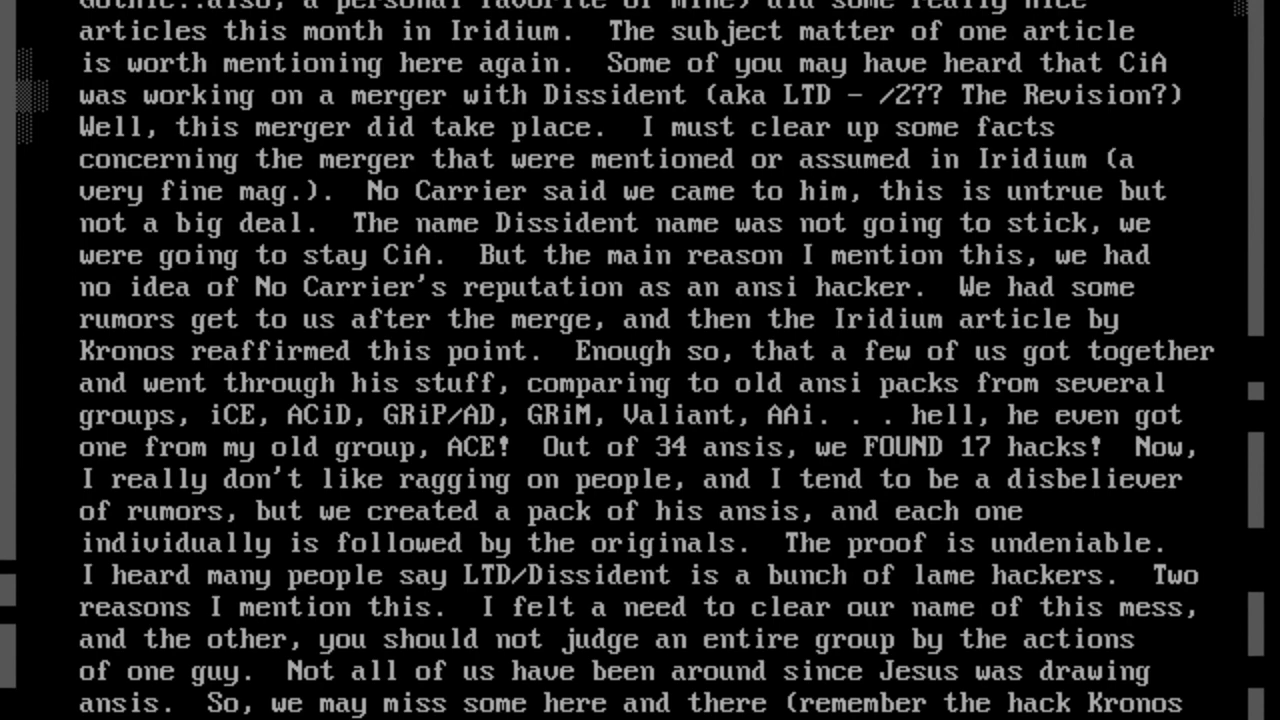 Gothic..also, a personal favorite of mine) did some really nice
articles this month in Iridium.  The subject matter of one article
is worth mentioning here again.  Some of you may have heard that CiA
was working on a merger with Dissident (aka LTD - /2?? The Revision?)
Well, this merger did take place.  I must clear up some facts
concerning the merger that were mentioned or assumed in Iridium (a
very fine mag.).  No Carrier said we came to him, this is untrue but
not a big deal.  The name Dissident name was not going to stick, we
were going to stay CiA.  But the main reason I mention this, we had
no idea of No Carrier's reputation as an ansi hacker.  We had some
rumors get to us after the merge, and then the Iridium article by
Kronos reaffirmed this point.  Enough so, that a few of us got together
and went through his stuff, comparing to old ansi packs from several
groups, iCE, ACiD, GRiP/AD, GRiM, Valiant, AAi. . . hell, he even got
one from my old group, ACE!  Out of 34 ansis, we FOUND 17 hacks!  Now,
I really don't like ragging on people, and I tend to be a disbeliever
of rumors, but we created a pack of his ansis, and each one
individually is followed by the originals.  The proof is undeniable.
I heard many people say LTD/Dissident is a bunch of lame hackers.  Two
reasons I mention this.  I felt a need to clear our name of this mess,
and the other, you should not judge an entire group by the actions
of one guy.  Not all of us have been around since Jesus was drawing
ansis.  So, we may miss some here and there (remember the hack Kronos